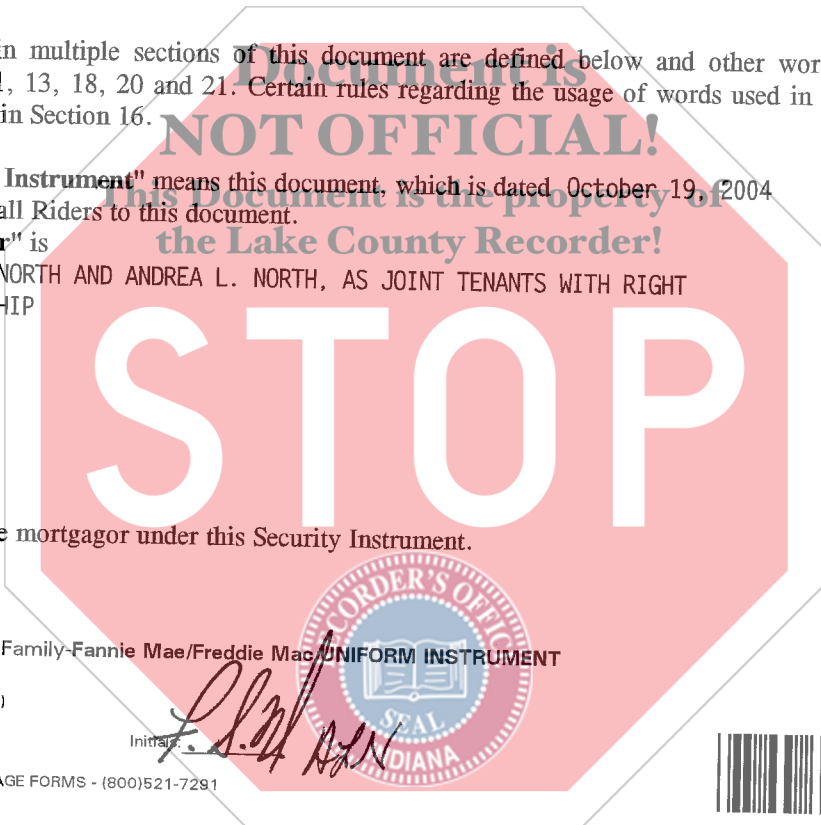 in multiple sections of this document are defined below and other wor
, 13, 18, 20 and 21. Certain rules regarding the usage of words used in
in Section 16.
Document is
NOT OFFICIAL!
This Document is the property of
the Lake County Recorder!
Instrument" means this document, which is dated October 19, 2004
all Riders to this document.
r" is
NORTH AND ANDREA L. NORTH, AS JOINT TENANTS WITH RIGHT
HIP
STOP
e mortgagor under this Security Instrument.
RECORDER'S OFFICE
SEAL
INDIANA
Family-Fannie Mae/Freddie Mac UNIFORM INSTRUMENT
)
Initials: ALN
AGE FORMS - (800)521-7291